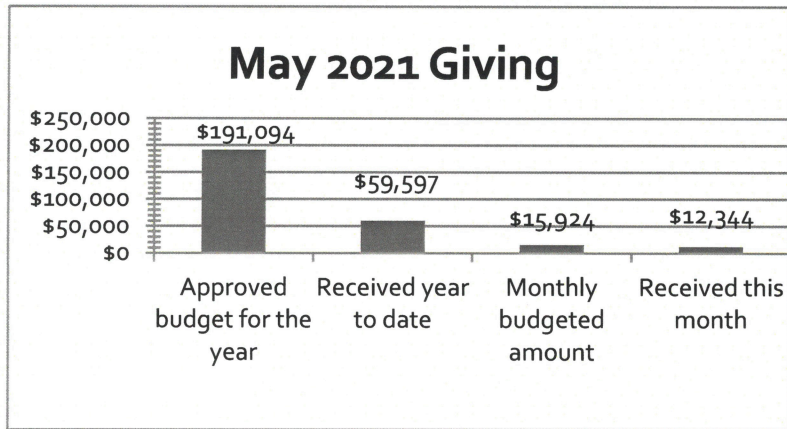 May 2021 Giving
$250,000
$200,000
$150,000
$100,000
$50,000
$0
$191,094
$59,597
$15,924
$12,344
Approved
budget for the
year
Received year
to date
Monthly
budgeted
amount
Received this
month